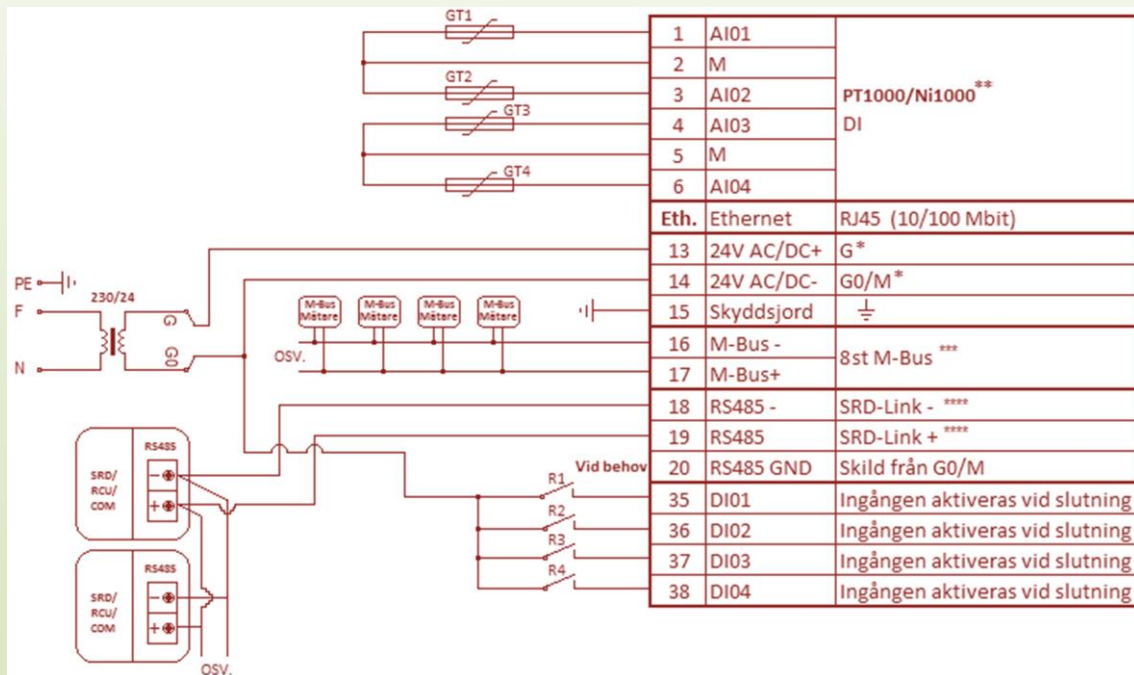 GT1
GT2
GT3
GT4
1 AI01
2 M
3 AI02 PT1000/Ni1000**
4 AI03 DI
5 M
6 AI04
Eth. Ethernet RJ45 (10/100 Mbit)
13 24V AC/DC+ G*
14 24V AC/DC- G0/M*
15 Skyddsjord
16 M-Bus -
17 M-Bus+
8st M-Bus ***
18 RS485 - SRD-Link - ****
19 RS485 SRD-Link + ****
20 RS485 GND Skild från G0/M
35 DI01 Ingången aktiveras vid slutning
36 DI02 Ingången aktiveras vid slutning
37 DI03 Ingången aktiveras vid slutning
38 DI04 Ingången aktiveras vid slutning
PE
230/24
F
N
G
G0
M-Bus Mätare
M-Bus Mätare
M-Bus Mätare
M-Bus Mätare
OSV.
Vid behov
R1
R2
R3
R4
RS485
SRD/
RCU/
COM
-
+
RS485
SRD/
RCU/
COM
-
+
OSV.